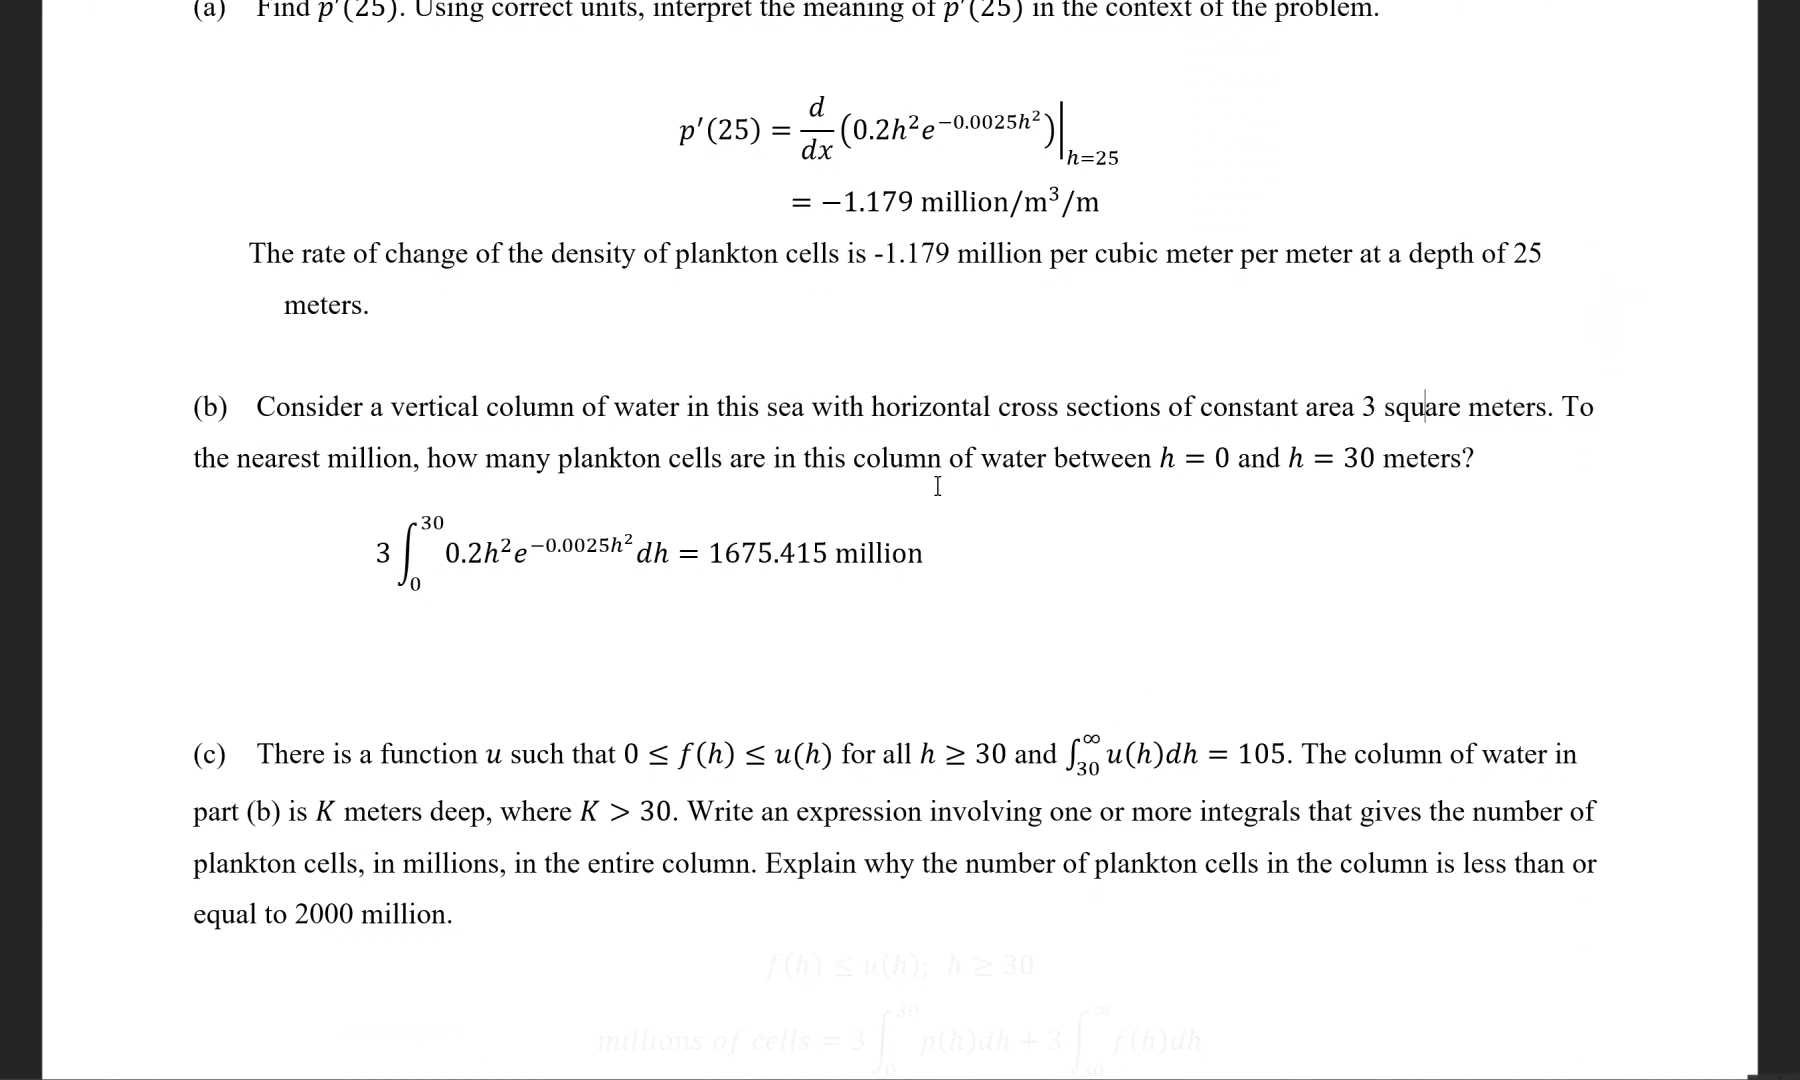 (a) Find p′(25). Using correct units, interpret the meaning of p′(25) in the context of the problem.
p′(25) = d/dx (0.2h²e^(−0.0025h²))|_(h=25)
= −1.179 million/m³/m
The rate of change of the density of plankton cells is -1.179 million per cubic meter per meter at a depth of 25
meters.
(b) Consider a vertical column of water in this sea with horizontal cross sections of constant area 3 square meters. To
the nearest million, how many plankton cells are in this column of water between h = 0 and h = 30 meters?
3 ∫_0^30 0.2h²e^(−0.0025h²) dh = 1675.415 million
(c) There is a function u such that 0 ≤ f(h) ≤ u(h) for all h ≥ 30 and ∫_30^∞ u(h)dh = 105. The column of water in
part (b) is K meters deep, where K > 30. Write an expression involving one or more integrals that gives the number of
plankton cells, in millions, in the entire column. Explain why the number of plankton cells in the column is less than or
equal to 2000 million.
f(h) ≤ u(h); h ≥ 30
millions of cells = 3 ∫_0^30 p(h)dh + 3 ∫_30^∞ f(h)dh